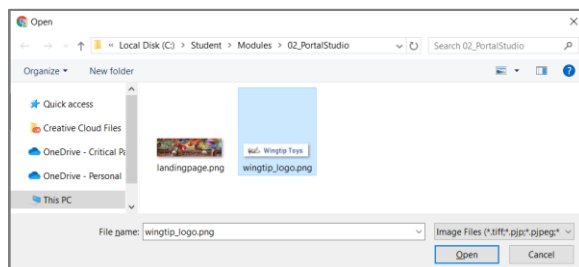 Open
« Local Disk (C:) > Student > Modules > 02_PortalStudio
Search 02_PortalStudio
Organize
New folder
Quick access
Creative Cloud Files
OneDrive - Critical Pa
OneDrive - Personal
This PC
Wingtip Toys
landingpage.png
wingtip_logo.png
File name:
wingtip_logo.png
Image Files (*.tiff;*.pjp;*.pjpeg;*
Open
Cancel